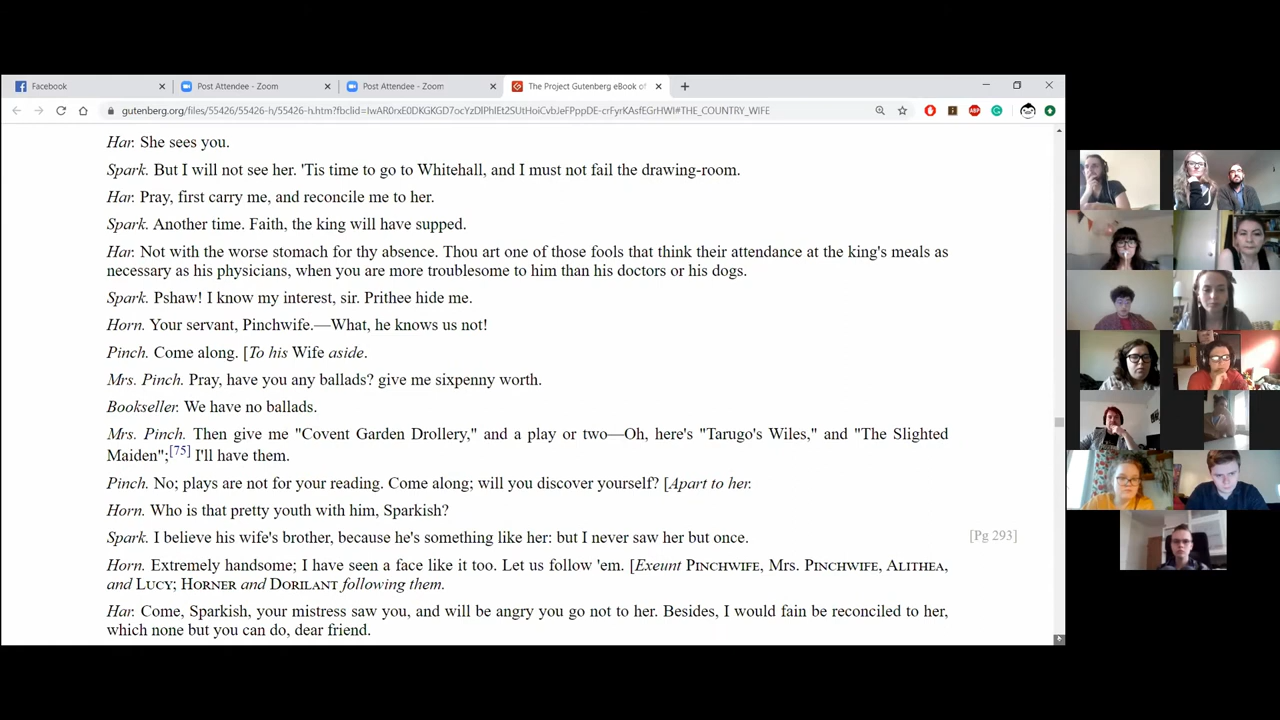 Facebook
Post Attendee - Zoom
Post Attendee - Zoom
The Project Gutenberg eBook of
gutenberg.org/files/55426/55426-h/55426-h.htm?fbclid=
#THE_COUNTRY_WIFE
Har. She sees you.
Spark. But I will not see her. 'Tis time to go to Whitehall, and I must not fail the drawing-room.
Har. Pray, first carry me, and reconcile me to her.
Spark. Another time. Faith, the king will have supped.
Har. Not with the worse stomach for thy absence. Thou art one of those fools that think their attendance at the king's meals as
necessary as his physicians, when you are more troublesome to him than his doctors or his dogs.
Spark. Pshaw! I know my interest, sir. Prithee hide me.
Horn. Your servant, Pinchwife.—What, he knows us not!
Pinch. Come along. [To his Wife aside.
Mrs. Pinch. Pray, have you any ballads? give me sixpenny worth.
Bookseller. We have no ballads.
Mrs. Pinch. Then give me "Covent Garden Drollery," and a play or two—Oh, here's "Tarugo's Wiles," and "The Slighted
Maiden";[75] I'll have them.
Pinch. No; plays are not for your reading. Come along; will you discover yourself? [Apart to her.
Horn. Who is that pretty youth with him, Sparkish?
Spark. I believe his wife's brother, because he's something like her: but I never saw her but once.
[Pg 293]
Horn. Extremely handsome; I have seen a face like it too. Let us follow 'em. [Exeunt PINCHWIFE, Mrs. PINCHWIFE, ALITHEA,
and LUCY; HORNER and DORILANT following them.
Har. Come, Sparkish, your mistress saw you, and will be angry you go not to her. Besides, I would fain be reconciled to her,
which none but you can do, dear friend.